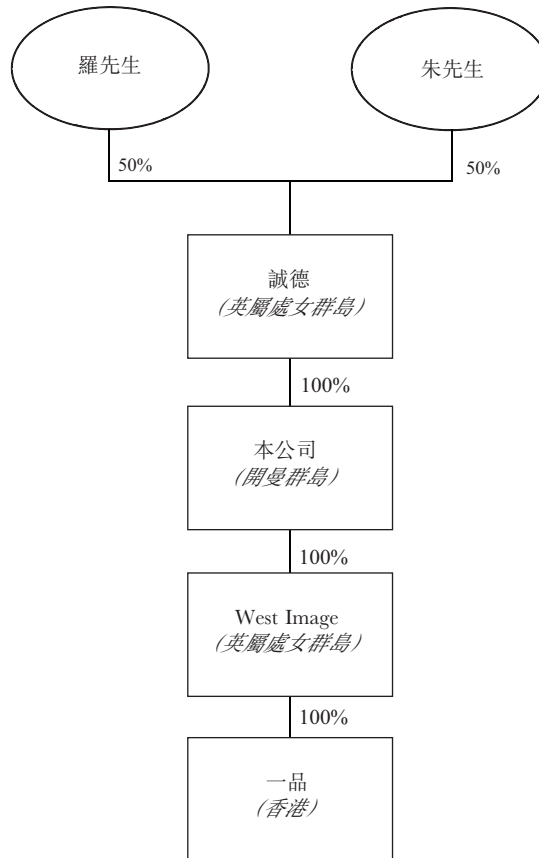 羅先生
朱先生
50%
50%
誠德
（英屬處女群島）
100%
本公司
（開曼群島）
100%
West Image
（英屬處女群島）
100%
一品
（香港）